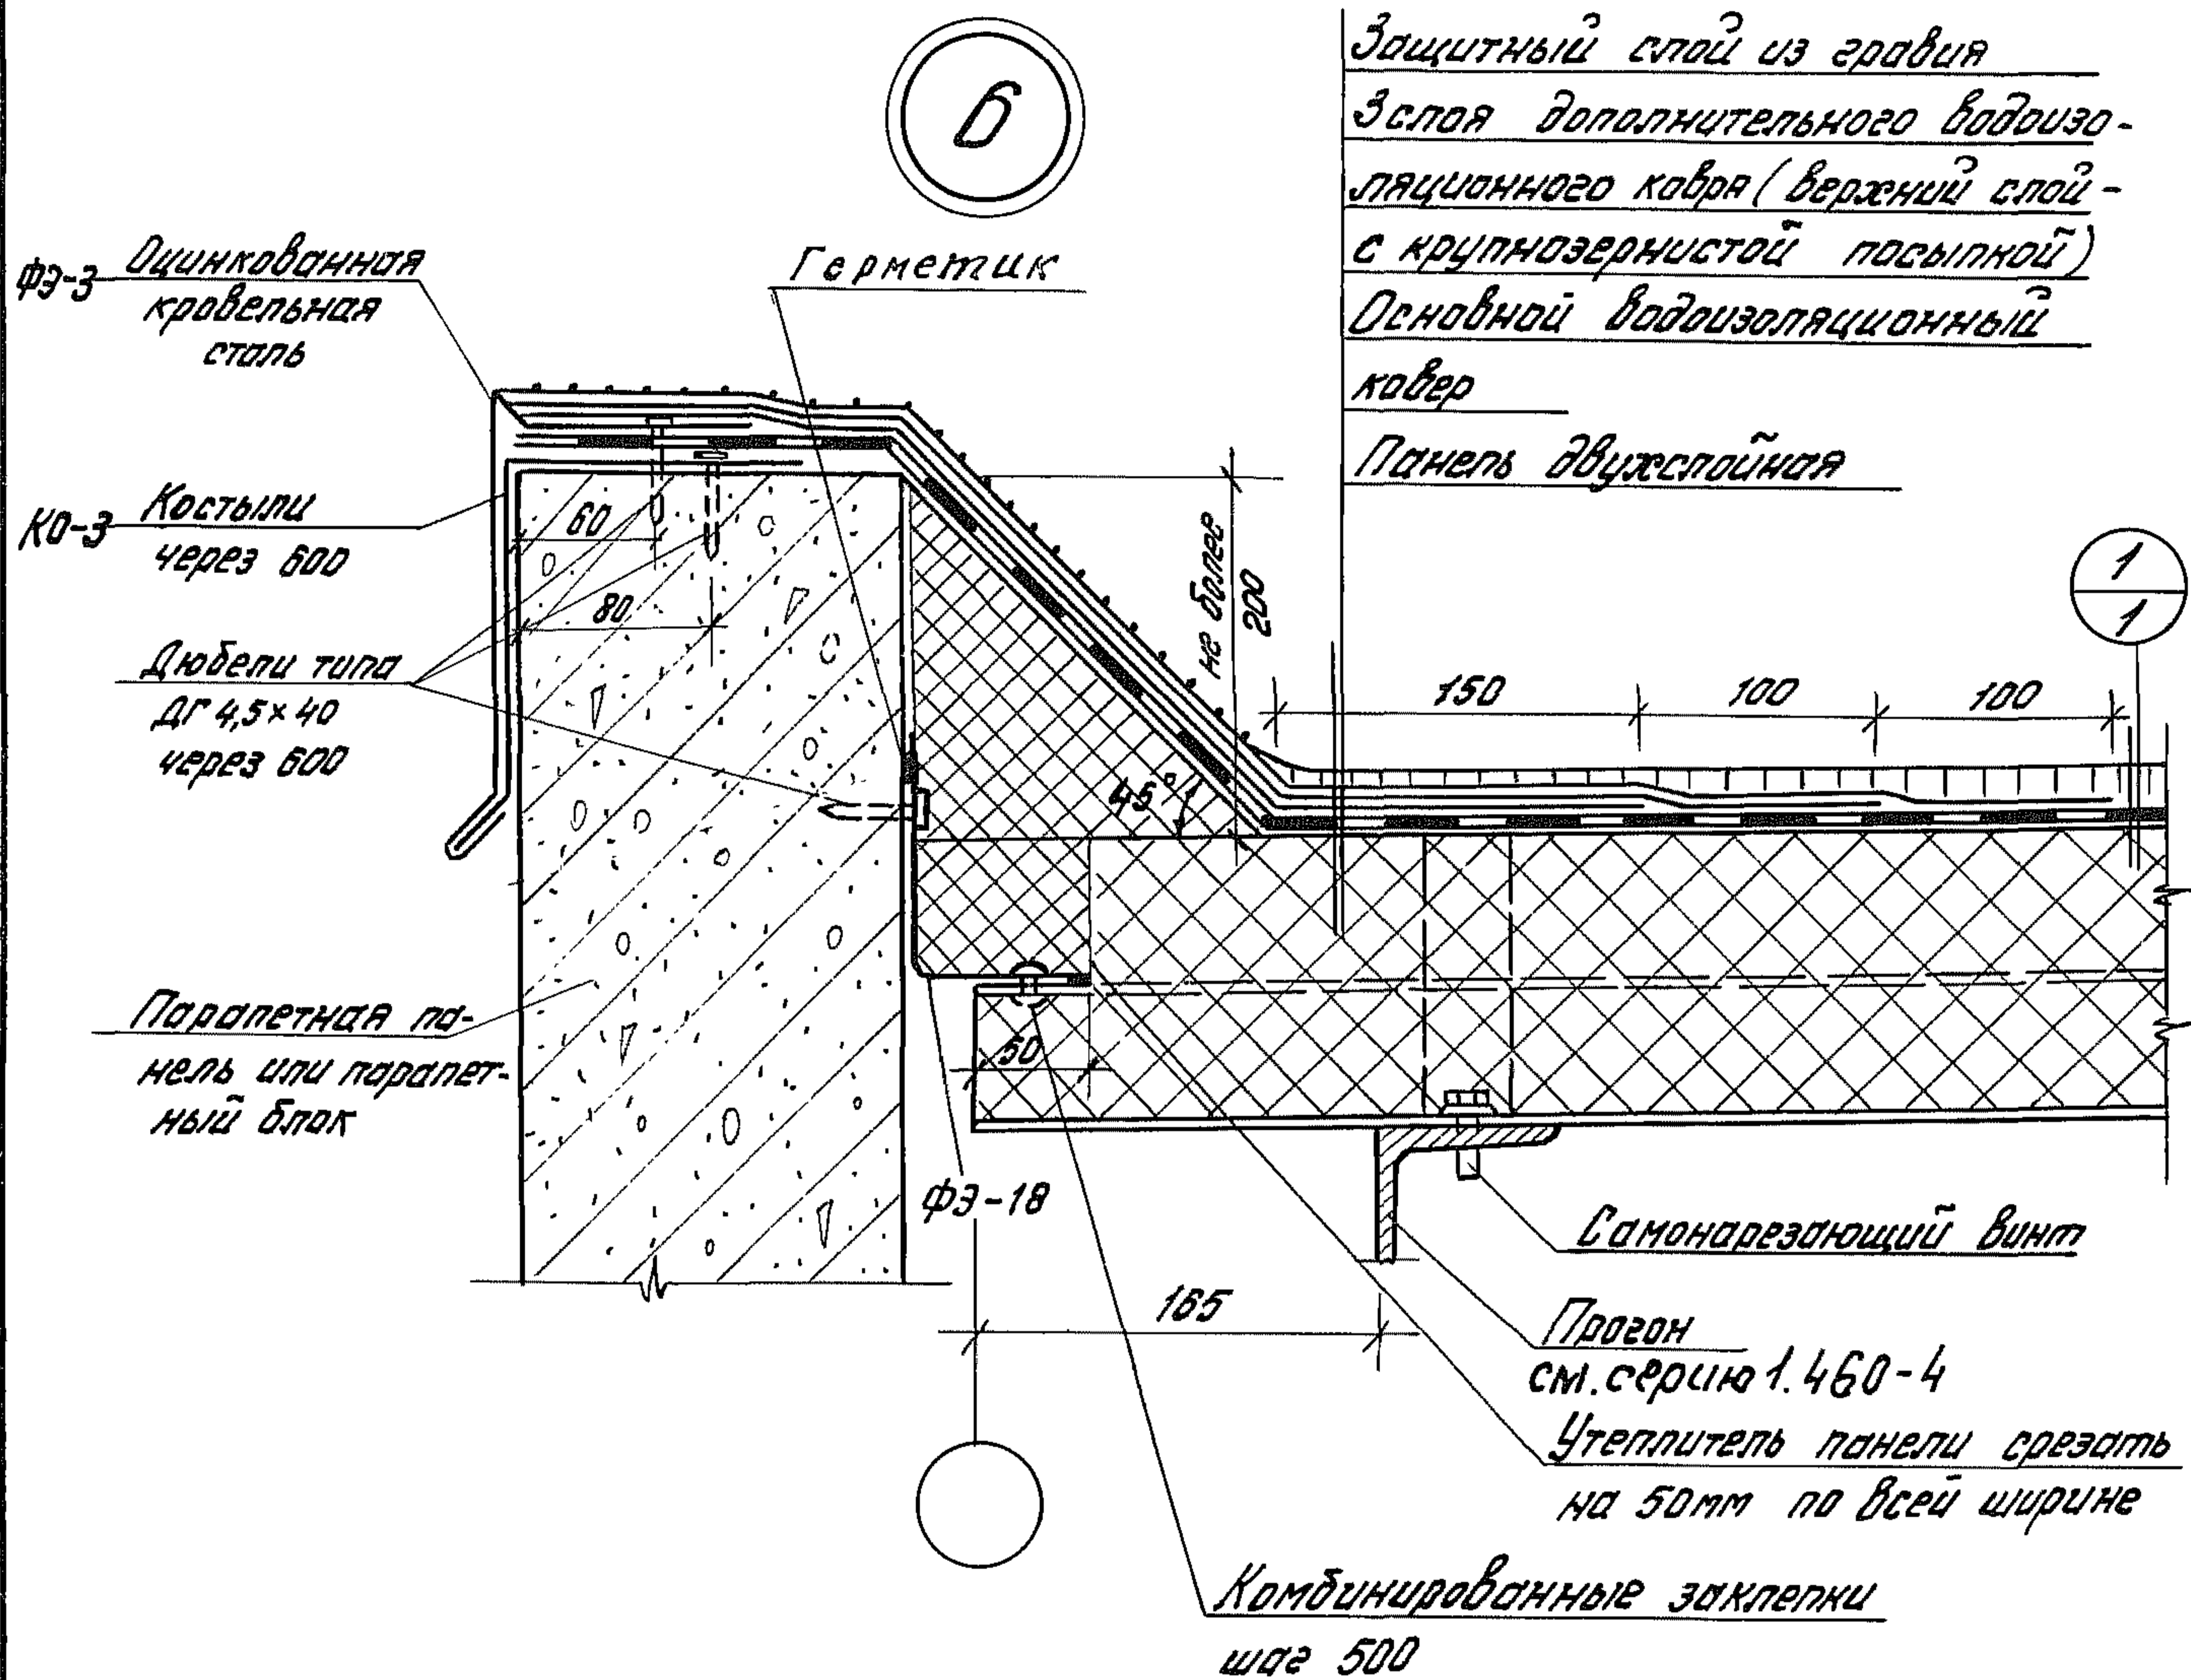 6
Защитный слой из гравия
3 слоя дополнительного водоизо-
ляционного ковра (верхний слой -
с крупнозернистой посыпкой)
Основной водоизоляционный
ковер
Панель двухслойная
ФЭ-3 Оцинкованная
кровельная
сталь
Герметик
КО-3 Костыли
через 600
60
80
не более
200
1
1
Дюбели типа
ДГ 4,5×40
через 600
150
100
100
45°
Парапетная па-
нель или парапет-
ный блок
50
ФЭ-18
Самонарезающий винт
165
Прогон
см. серию 1.460-4
Утеплитель панели срезать
на 50мм по всей ширине
Комбинированные заклепки
шаг 500